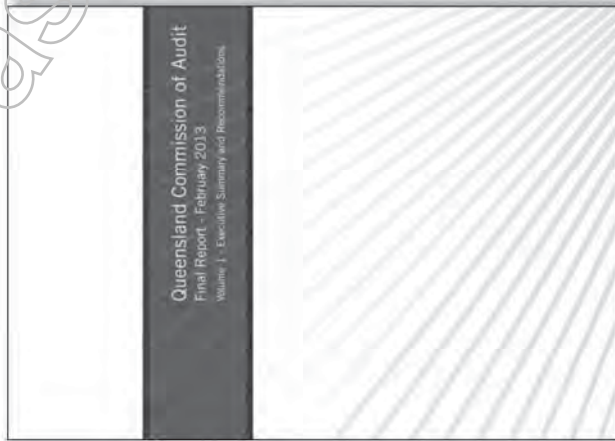 Queensland Commission of Audit
Final Report - February 2013
Volume 1 - Executive Summary and Recommendations